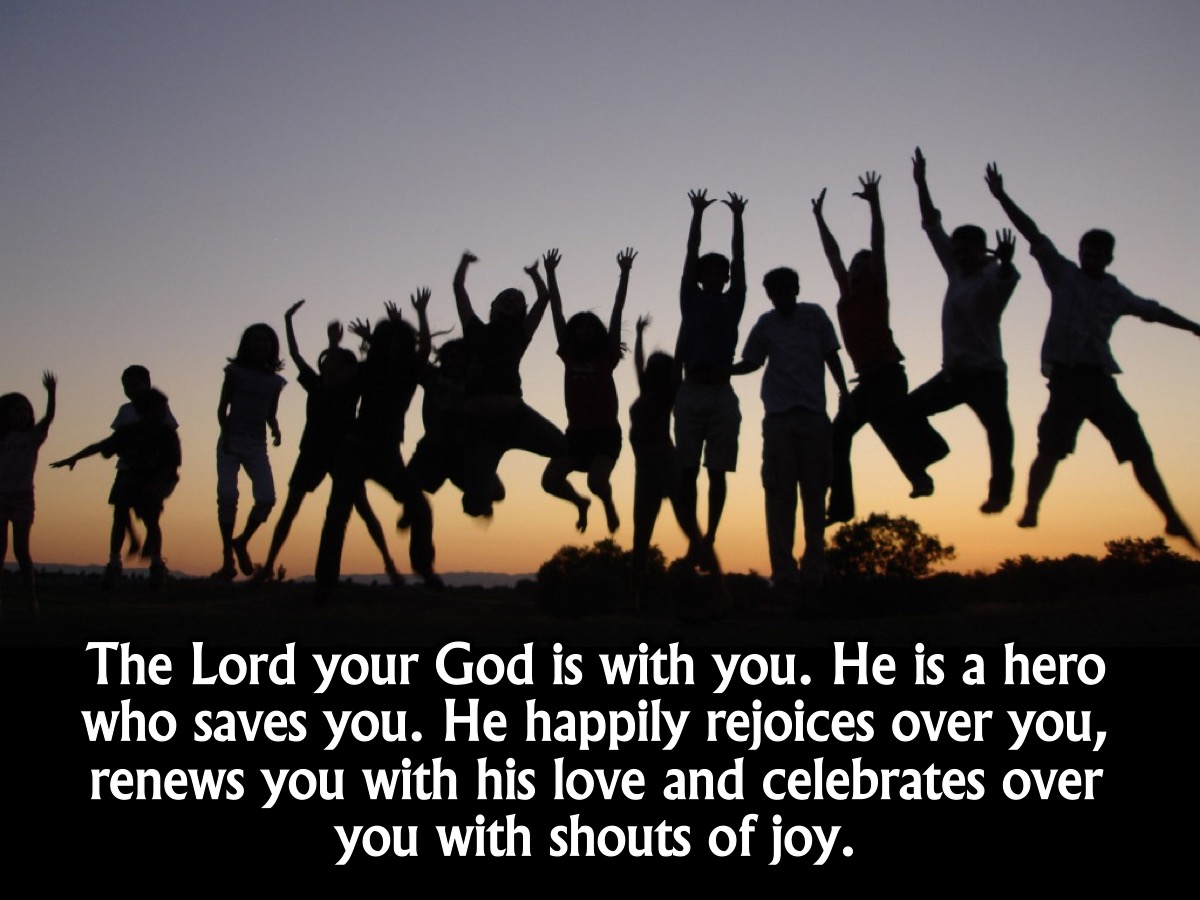 The Lord your God is with you. He is a hero
who saves you. He happily rejoices over you,
renews you with his love and celebrates over
you with shouts of joy.